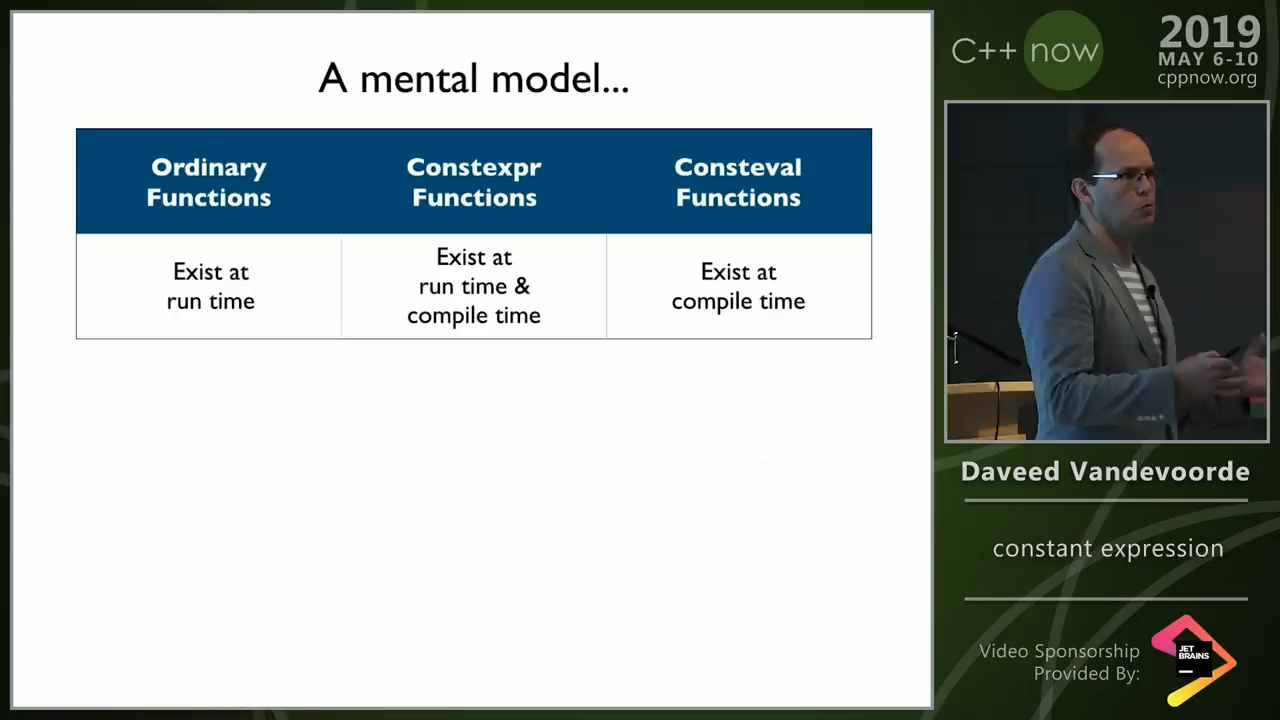 A mental model...
Ordinary
Functions
Constexpr
Functions
Consteval
Functions
Exist at
run time
Exist at
run time &
compile time
Exist at
compile time
C++ now
2019
MAY 6-10
cppnow.org
Daveed Vandevoorde
constant expression
Video Sponsorship
Provided By:
JET
BRAINS